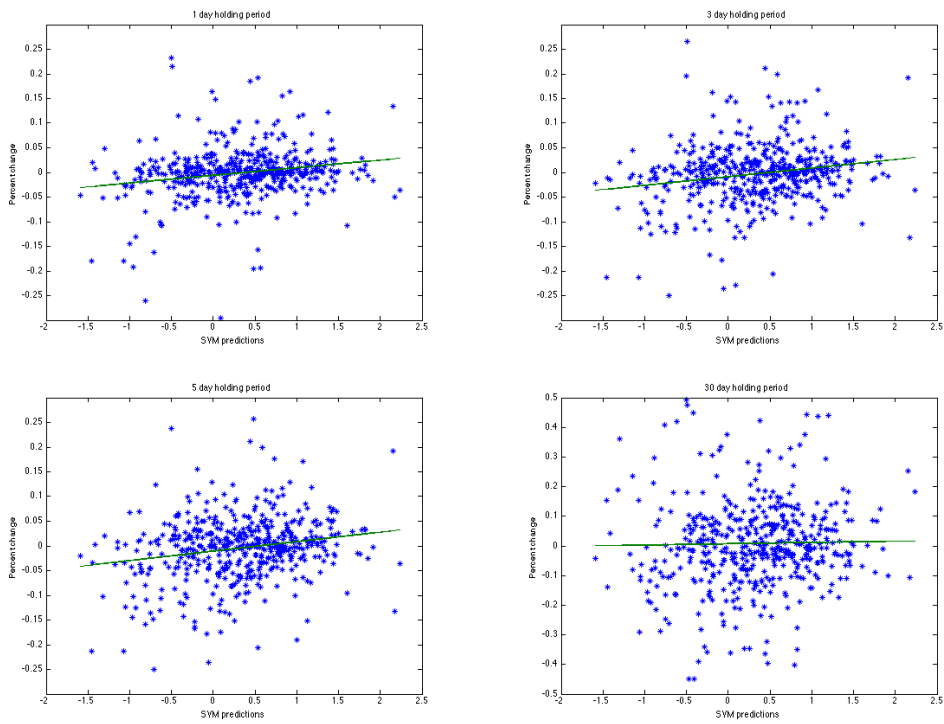 1 day holding period
0.25
0.2
0.15
0.1
0.05
0
-0.05
-0.1
-0.15
-0.2
-0.25
Percent change
-2 -1.5 -1 -0.5 0 0.5 1 1.5 2 2.5
SVM predictions
3 day holding period
0.25
0.2
0.15
0.1
0.05
0
-0.05
-0.1
-0.15
-0.2
-0.25
Percent change
-2 -1.5 -1 -0.5 0 0.5 1 1.5 2 2.5
SVM predictions
5 day holding period
0.25
0.2
0.15
0.1
0.05
0
-0.05
-0.1
-0.15
-0.2
-0.25
Percent change
-2 -1.5 -1 -0.5 0 0.5 1 1.5 2 2.5
SVM predictions
30 day holding period
0.5
0.4
0.3
0.2
0.1
0
-0.1
-0.2
-0.3
-0.4
-0.5
Percent change
-2 -1.5 -1 -0.5 0 0.5 1 1.5 2 2.5
SVM predictions